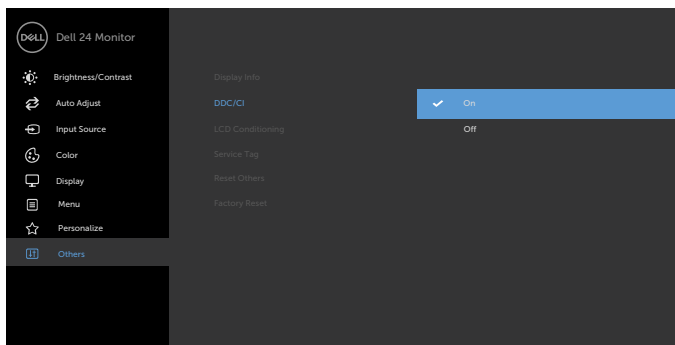 DELL Dell 24 Monitor
Brightness/Contrast
Display Info
Auto Adjust
DDC/CI
On
Input Source
LCD Conditioning
Off
Color
Service Tag
Display
Reset Others
Menu
Factory Reset
Personalize
Others